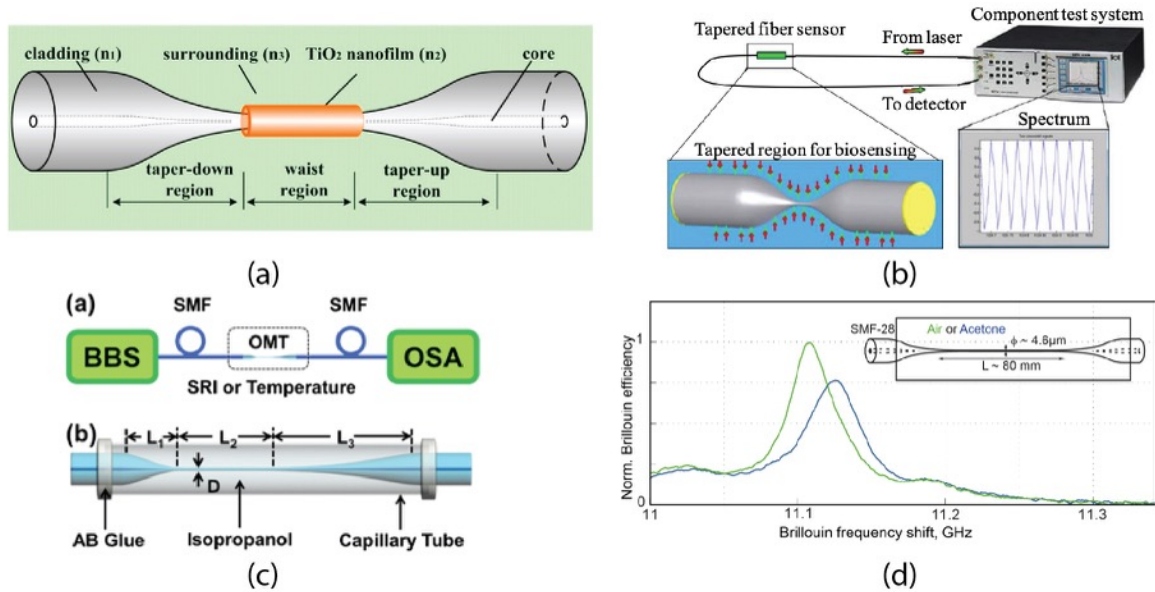 cladding (n₁)
surrounding (n₃)
TiO₂ nanofilm (n₂)
core
taper-down
region
waist
region
taper-up
region
(a)
Tapered fiber sensor
From laser
To detector
Component test system
Spectrum
Tapered region for biosensing
(b)
(a)
SMF
SMF
BBS
OMT
OSA
SRI or Temperature
(b)
L₁
L₂
L₃
D
AB Glue
Isopropanol
Capillary Tube
(c)
Norm. Brillouin efficiency
1
0
SMF-28
Air or Acetone
ϕ ~ 4.6µm
L ~ 80 mm
11
11.1
11.2
11.3
Brillouin frequency shift, GHz
(d)